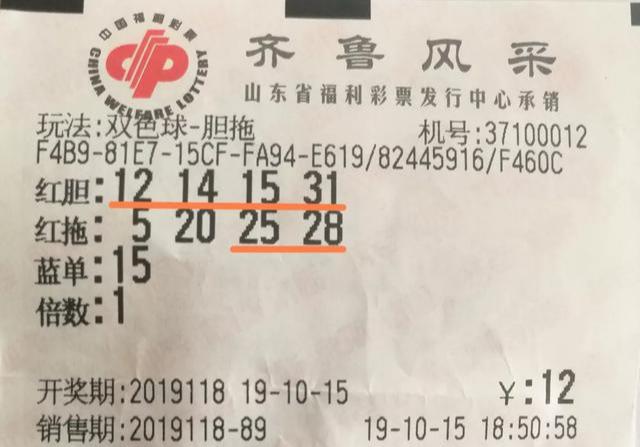 中国福利彩票
CHINA WELFARE LOTTERY
齐鲁风采
山东省福利彩票发行中心承销
玩法:双色球-胆拖 机号:37100012
F4B9-81E7-15CF-FA94-E619/82445916/F460C
红胆:12 14 15 31
红拖: 5 20 25 28
蓝单:15
倍数:1
开奖期:2019118 19-10-15 ¥:12
销售期:2019118-89 19-10-15 18:50:58